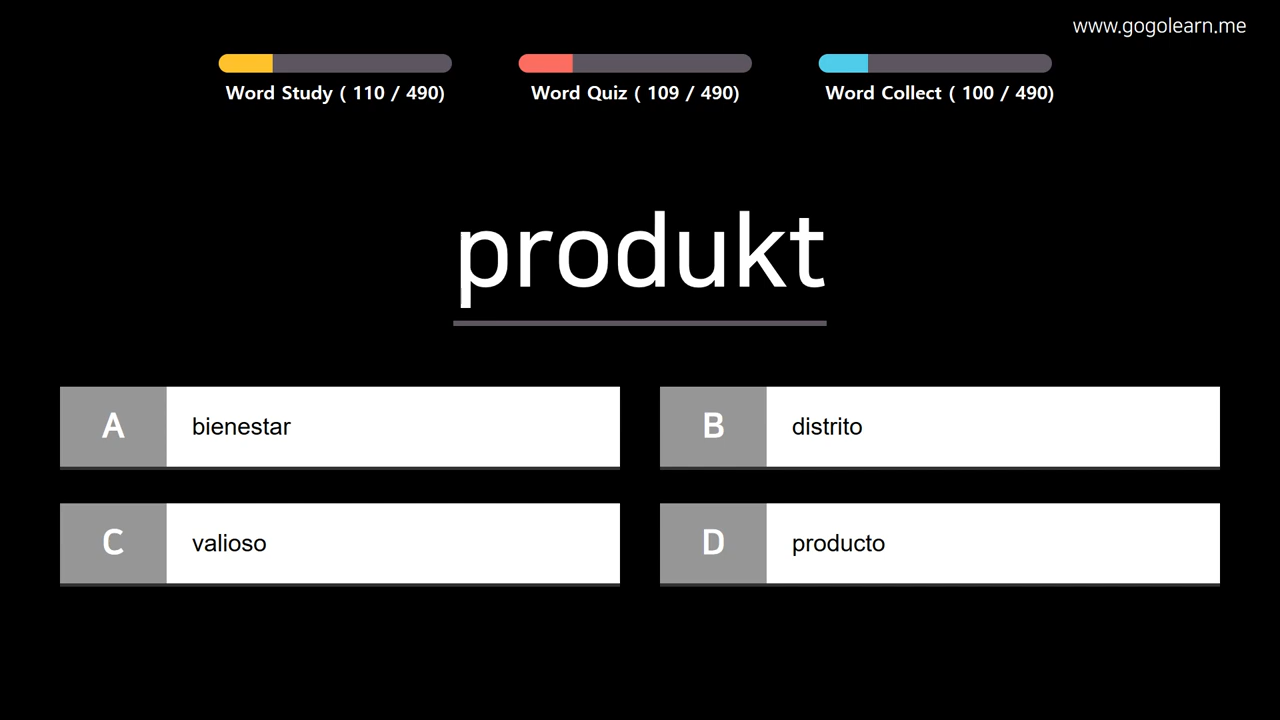 www.gogolearn.me
Word Study ( 110 / 490)
Word Quiz ( 109 / 490)
Word Collect ( 100 / 490)
produkt
A bienestar
B distrito
C valioso
D producto